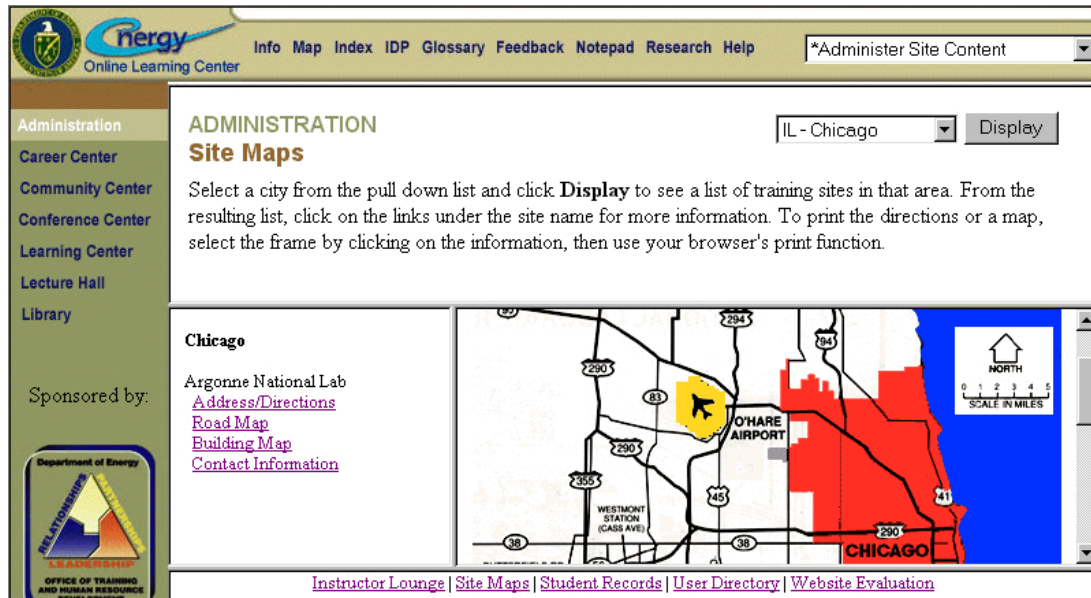 Energy
Online Learning Center
Info Map Index IDP Glossary Feedback Notepad Research Help
*Administer Site Content
Administration
Career Center
Community Center
Conference Center
Learning Center
Lecture Hall
Library
Sponsored by:
Department of Energy
RELATIONSHIPS
PARTNERSHIPS
LEADERSHIP
OFFICE OF TRAINING
AND HUMAN RESOURCE
ADMINISTRATION
Site Maps
IL - Chicago
Display
Select a city from the pull down list and click Display to see a list of training sites in that area. From the
resulting list, click on the links under the site name for more information. To print the directions or a map,
select the frame by clicking on the information, then use your browser's print function.
Chicago
Argonne National Lab
Address/Directions
Road Map
Building Map
Contact Information
90
294
94
290
83
O'HARE
AIRPORT
290
355
45
41
WESTMONT
STATION
(CASS AVE)
290
38
38
CHICAGO
NORTH
0 1 2 3 4 5
SCALE IN MILES
Instructor Lounge | Site Maps | Student Records | User Directory | Website Evaluation